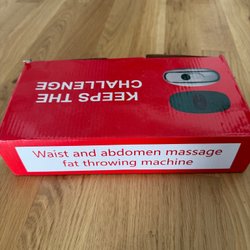 KEEPS THE
CHALLENGE
Waist and abdomen massage
fat throwing machine